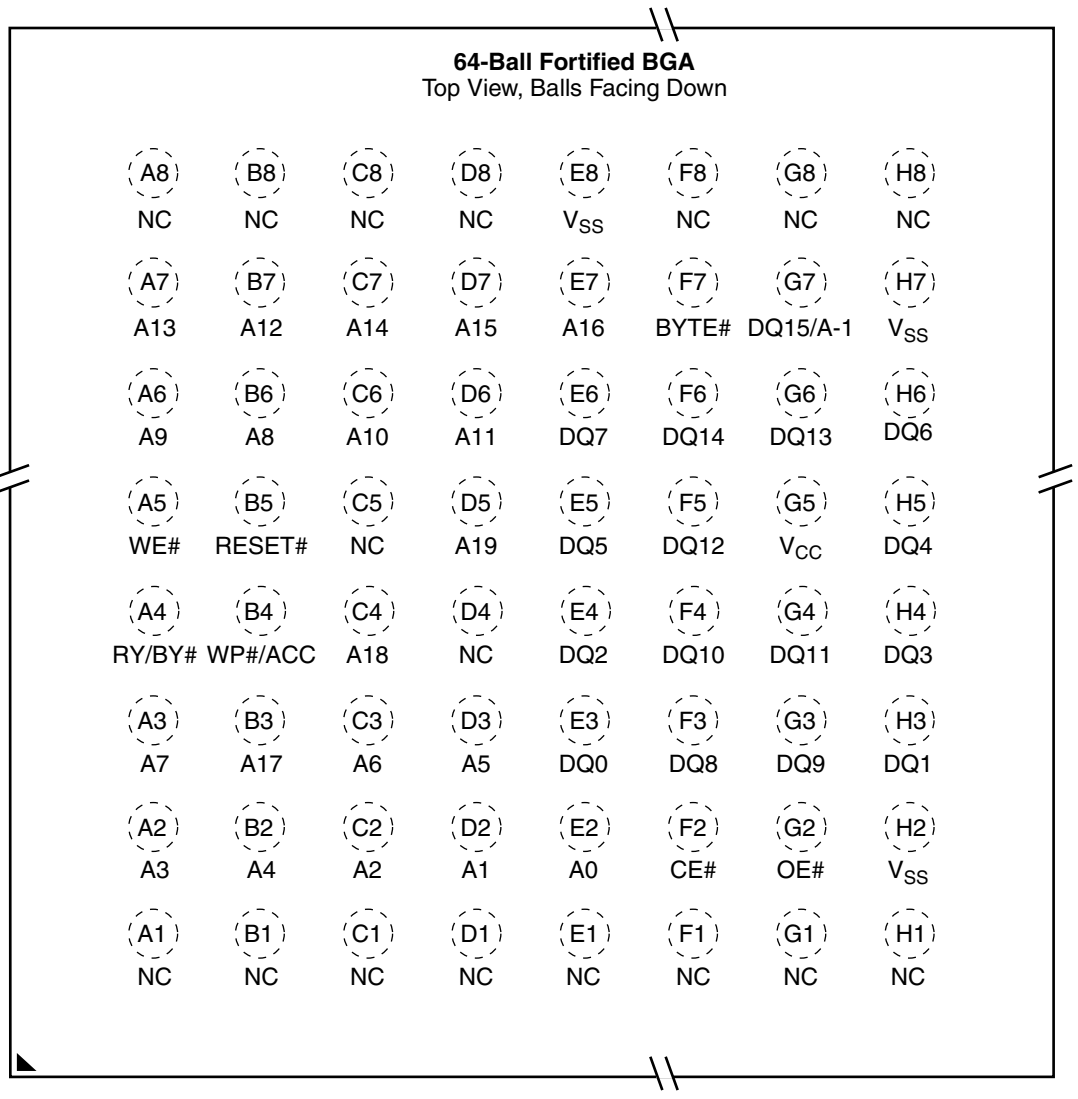 64-Ball Fortified BGA
Top View, Balls Facing Down
A8 B8 C8 D8 E8 F8 G8 H8
NC NC NC NC VSS NC NC NC
A7 B7 C7 D7 E7 F7 G7 H7
A13 A12 A14 A15 A16 BYTE# DQ15/A-1 VSS
A6 B6 C6 D6 E6 F6 G6 H6
A9 A8 A10 A11 DQ7 DQ14 DQ13 DQ6
A5 B5 C5 D5 E5 F5 G5 H5
WE# RESET# NC A19 DQ5 DQ12 VCC DQ4
A4 B4 C4 D4 E4 F4 G4 H4
RY/BY# WP#/ACC A18 NC DQ2 DQ10 DQ11 DQ3
A3 B3 C3 D3 E3 F3 G3 H3
A7 A17 A6 A5 DQ0 DQ8 DQ9 DQ1
A2 B2 C2 D2 E2 F2 G2 H2
A3 A4 A2 A1 A0 CE# OE# VSS
A1 B1 C1 D1 E1 F1 G1 H1
NC NC NC NC NC NC NC NC